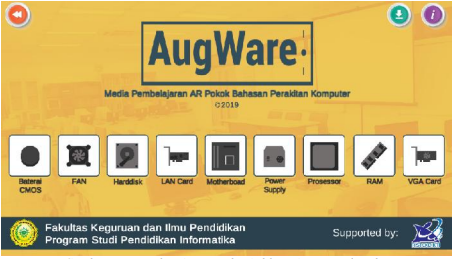 AugWare
Media Pembelajaran AR Pokok Bahasan Perakitan Komputer
©2019
Baterai CMOS
FAN
Harddisk
LAN Card
Motherboad
Power Supply
Prosessor
RAM
VGA Card
Fakultas Keguruan dan Ilmu Pendidikan
Program Studi Pendidikan Informatika
Supported by: